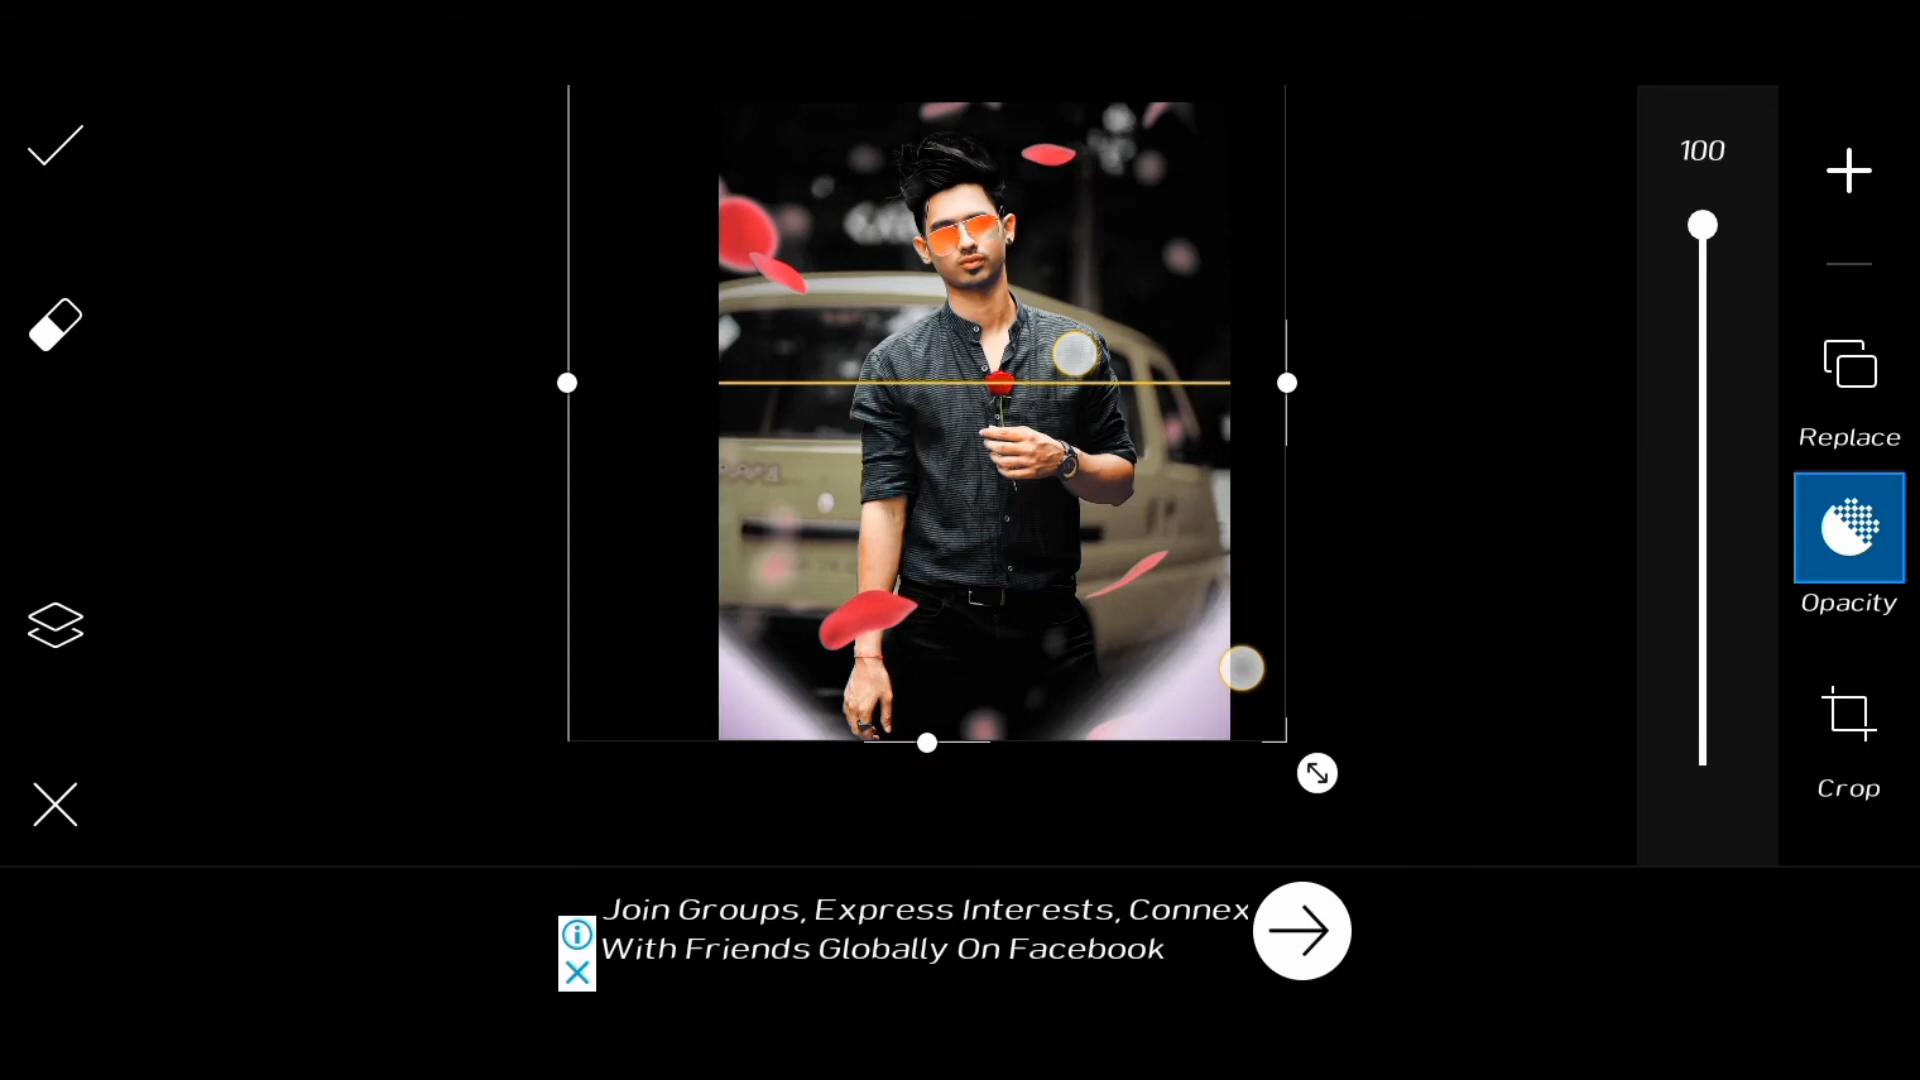 100
Replace
Opacity
Crop
Join Groups, Express Interests, Connex
With Friends Globally On Facebook